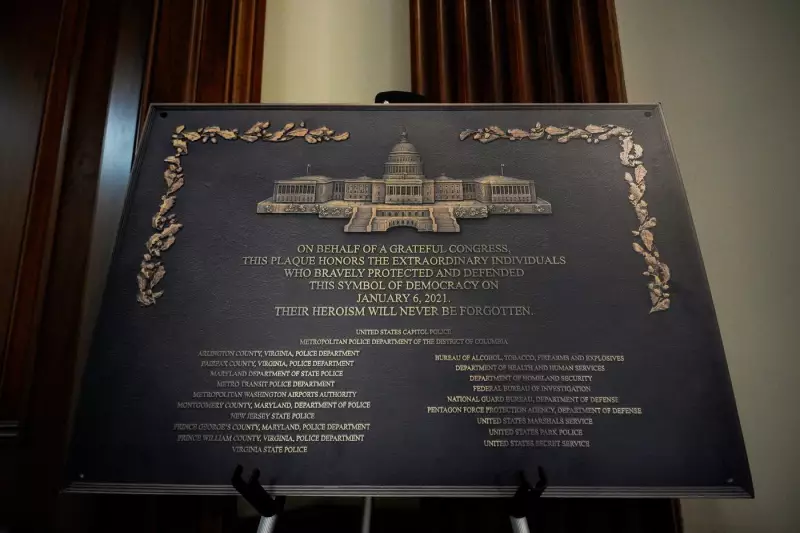 ON BEHALF OF A GRATEFUL CONGRESS,
THIS PLAQUE HONORS THE EXTRAORDINARY INDIVIDUALS
WHO BRAVELY PROTECTED AND DEFENDED
THIS SYMBOL OF DEMOCRACY ON
JANUARY 6, 2021.
THEIR HEROISM WILL NEVER BE FORGOTTEN.
UNITED STATES CAPITOL POLICE
METROPOLITAN POLICE DEPARTMENT OF THE DISTRICT OF COLUMBIA
ARLINGTON COUNTY, VIRGINIA, POLICE DEPARTMENT
FAIRFAX COUNTY, VIRGINIA, POLICE DEPARTMENT
MARYLAND DEPARTMENT OF STATE POLICE
METRO TRANSIT POLICE DEPARTMENT
METROPOLITAN WASHINGTON AIRPORTS AUTHORITY
MONTGOMERY COUNTY, MARYLAND, DEPARTMENT OF POLICE
NEW JERSEY STATE POLICE
PRINCE GEORGE'S COUNTY, MARYLAND, POLICE DEPARTMENT
PRINCE WILLIAM COUNTY, VIRGINIA, POLICE DEPARTMENT
VIRGINIA STATE POLICE
BUREAU OF ALCOHOL, TOBACCO, FIREARMS AND EXPLOSIVES
DEPARTMENT OF HEALTH AND HUMAN SERVICES
DEPARTMENT OF HOMELAND SECURITY
FEDERAL BUREAU OF INVESTIGATION
NATIONAL GUARD BUREAU, DEPARTMENT OF DEFENSE
PENTAGON FORCE PROTECTION AGENCY, DEPARTMENT OF DEFENSE
UNITED STATES MARSHALS SERVICE
UNITED STATES PARK POLICE
UNITED STATES SECRET SERVICE